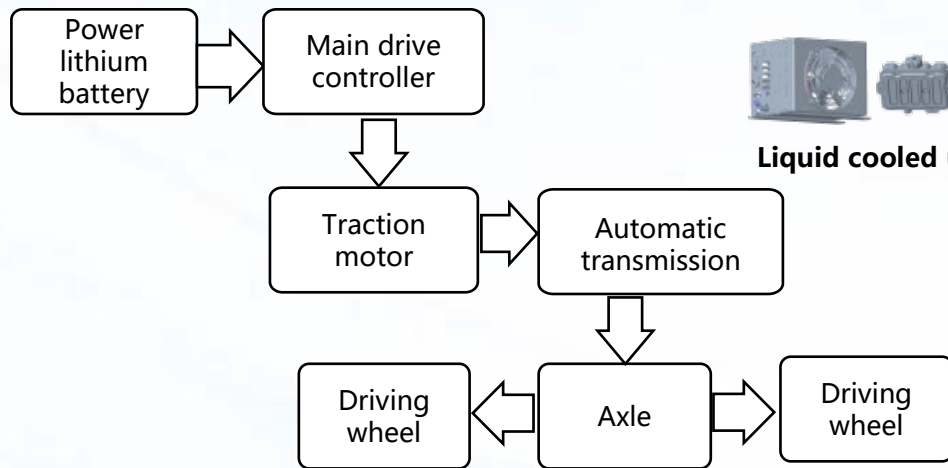 Power
lithium
battery
Main drive
controller
Liquid cooled
Traction
motor
Automatic
transmission
Driving
wheel
Axle
Driving
wheel